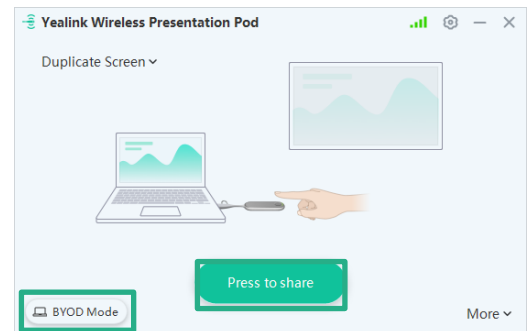 Yealink Wireless Presentation Pod
Duplicate Screen
Press to share
BYOD Mode
More